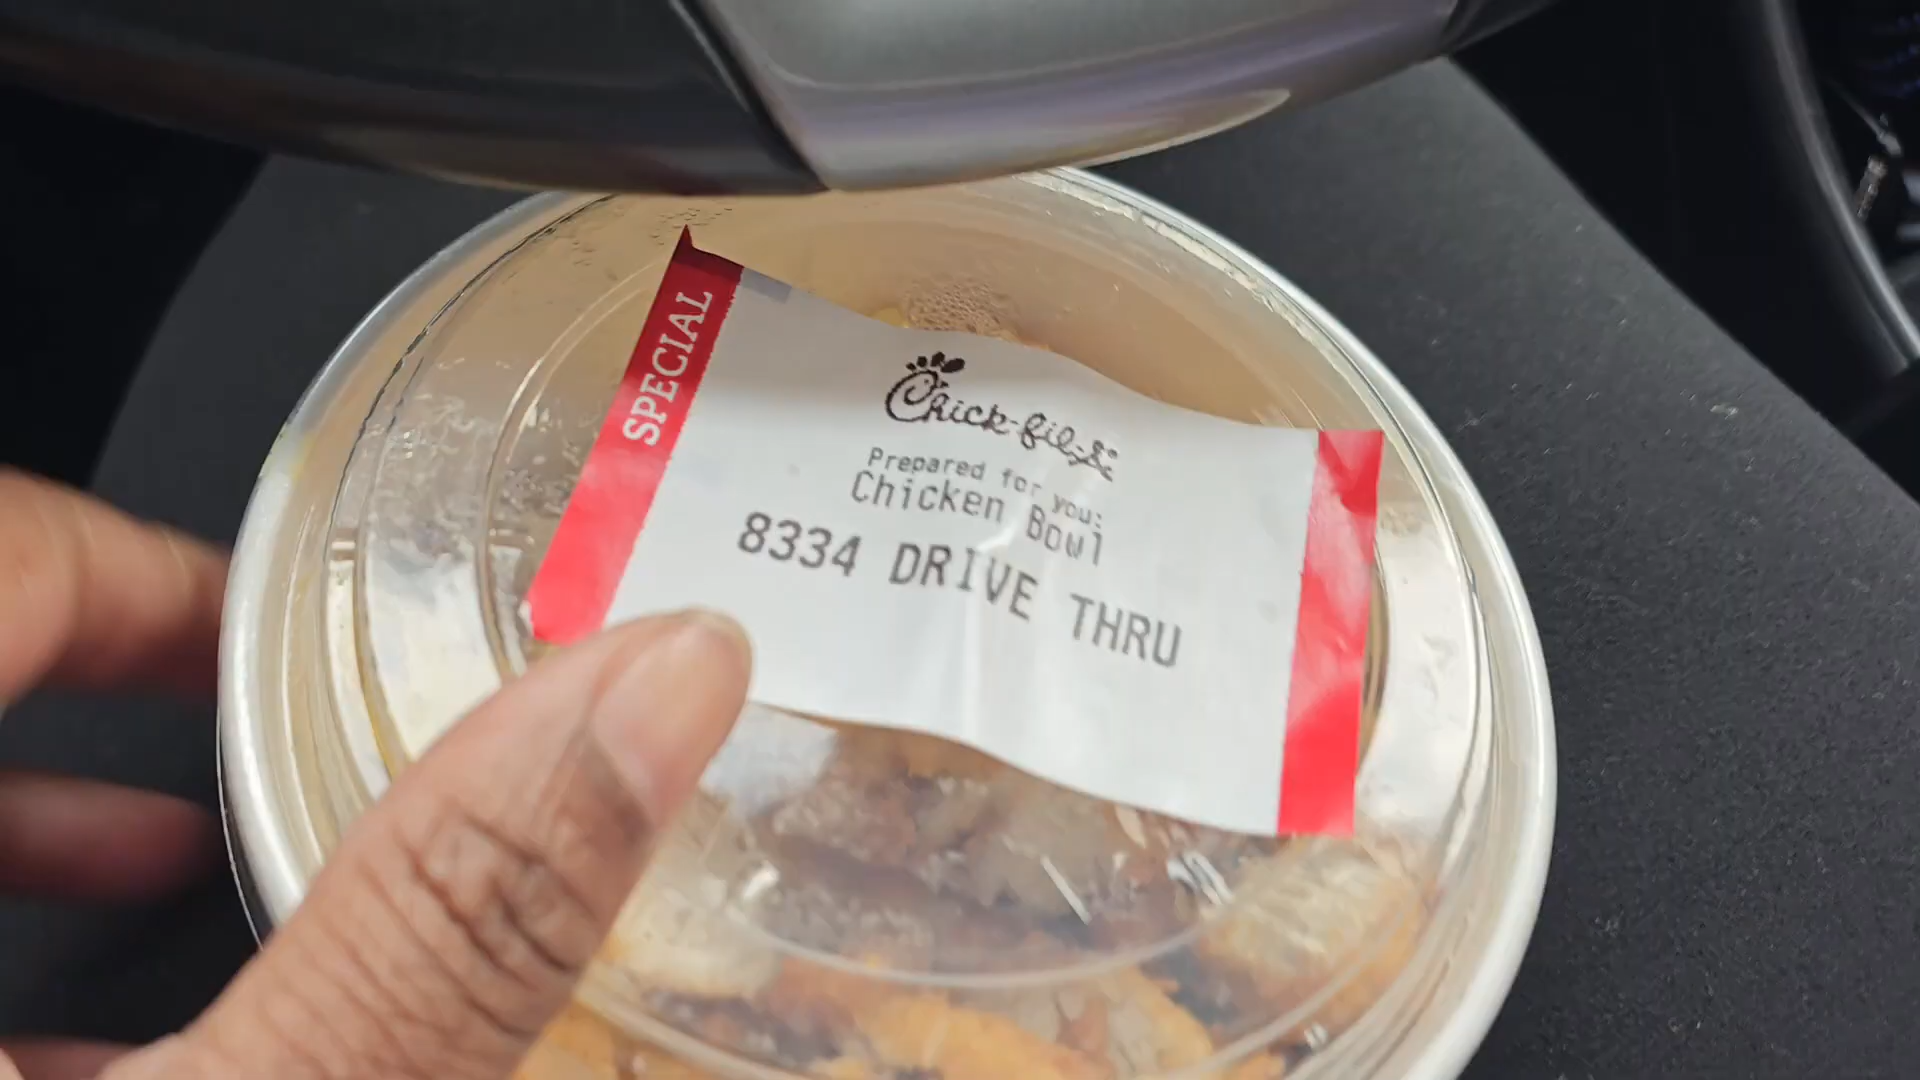 SPECIAL
Chick-fil-A
Prepared for you:
Chicken Bowl
8334 DRIVE THRU